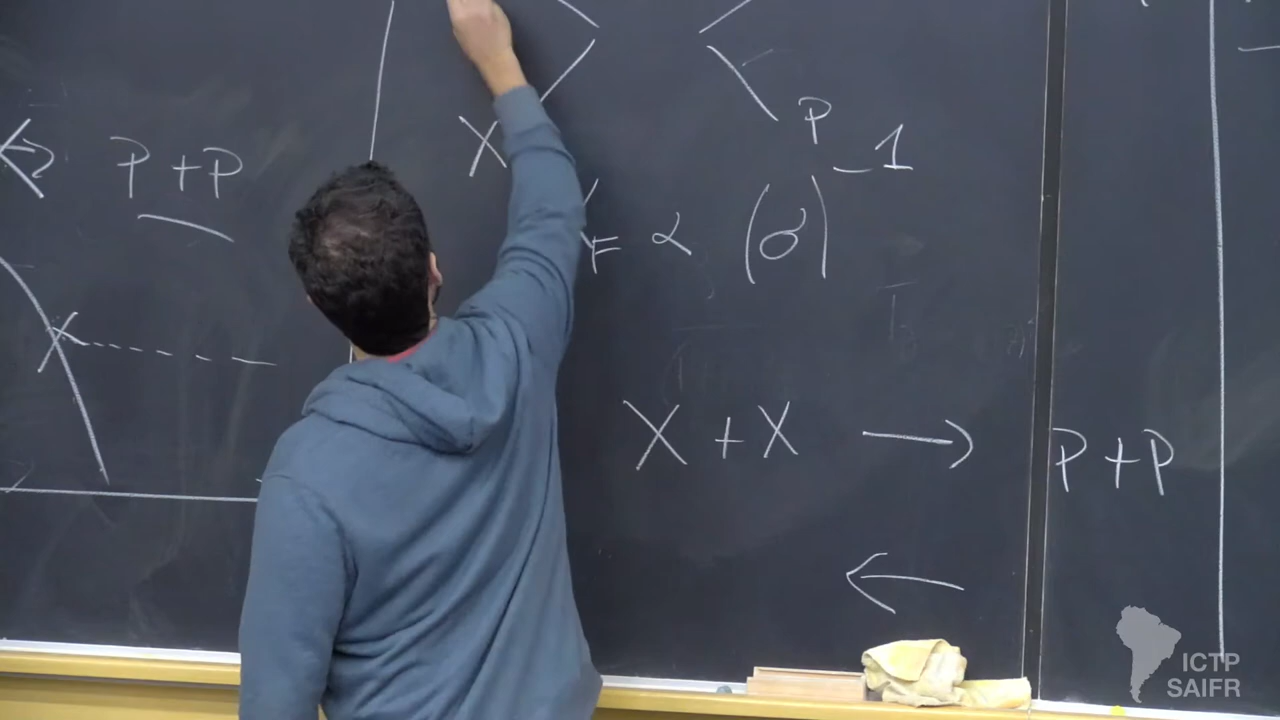 P + P
X
P
F ∝ (σ)⁻¹
X + X → P + P
←
ICTP
SAIFR